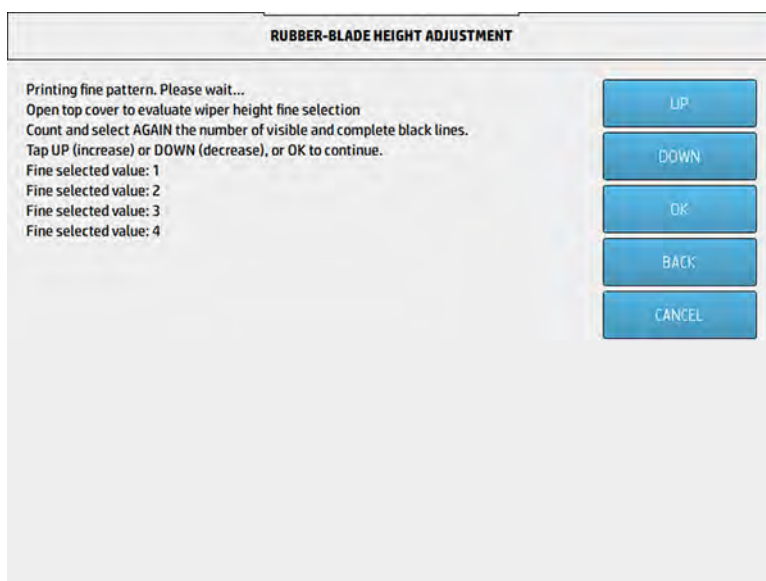 RUBBER-BLADE HEIGHT ADJUSTMENT
Printing fine pattern. Please wait...
Open top cover to evaluate wiper height fine selection
Count and select AGAIN the number of visible and complete black lines.
Tap UP (increase) or DOWN (decrease), or OK to continue.
Fine selected value: 1
Fine selected value: 2
Fine selected value: 3
Fine selected value: 4
UP
DOWN
OK
BACK
CANCEL